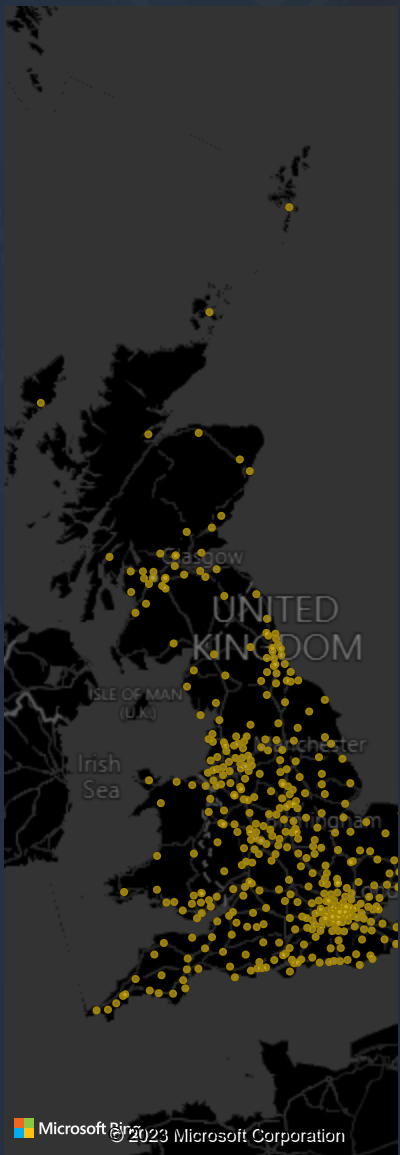 Glasgow
UNITED
KINGDOM
ISLE OF MAN
(U.K.)
Manchester
Irish
Sea
Microsoft Bing
© 2023 Microsoft Corporation